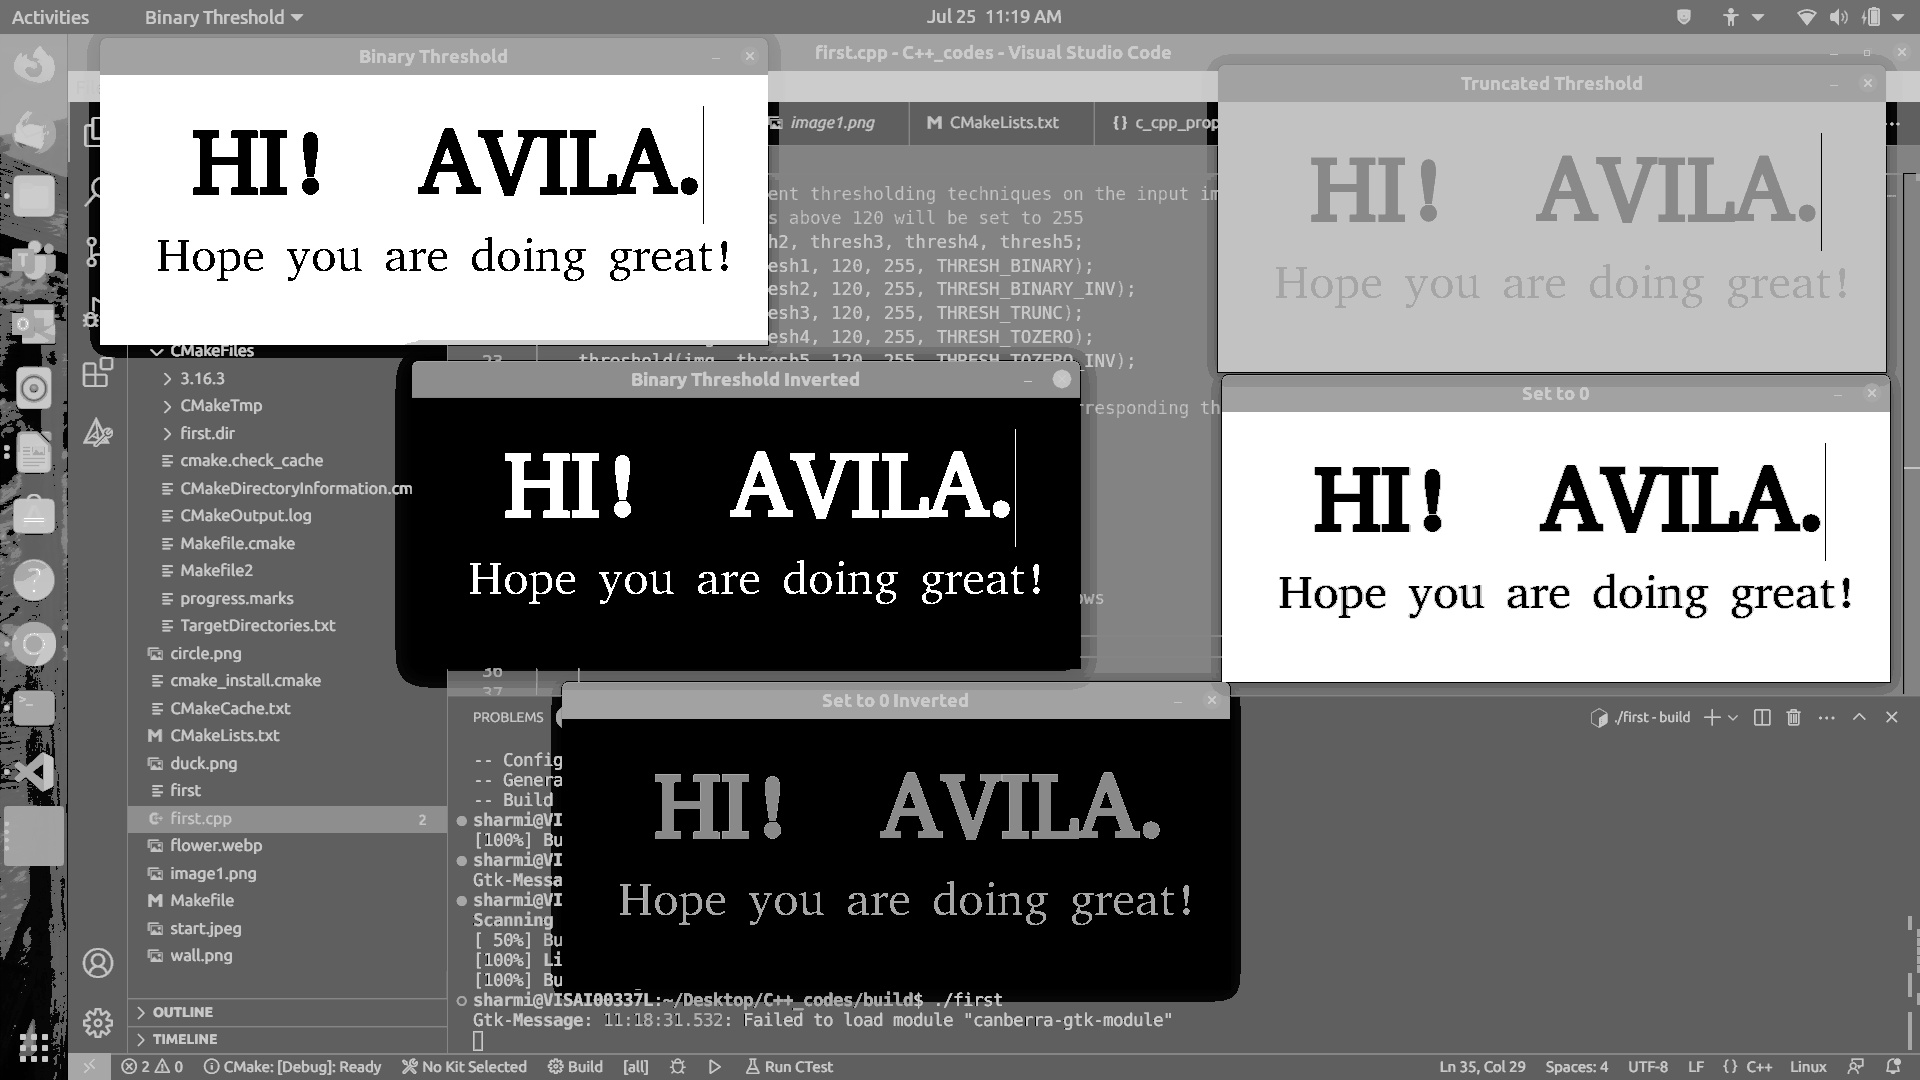 Activities
Binary Threshold
Jul 25 11:19 AM
first.cpp - C++_codes - Visual Studio Code
Binary Threshold
HI! AVILA.
Hope you are doing great!
Truncated Threshold
HI! AVILA.
Hope you are doing great!
image1.png
CMakeLists.txt
{} c_cpp_prop
ent thresholding techniques on the input im
s above 120 will be set to 255
h2, thresh3, thresh4, thresh5;
esh1, 120, 255, THRESH_BINARY);
esh2, 120, 255, THRESH_BINARY_INV);
esh3, 120, 255, THRESH_TRUNC);
esh4, 120, 255, THRESH_TOZERO);
23 threshold(img, thresh5, 120, 255, THRESH_TOZERO_INV);
rresponding th
ows
36
37
Binary Threshold Inverted
HI! AVILA.
Hope you are doing great!
Set to 0
HI! AVILA.
Hope you are doing great!
Set to 0 Inverted
HI! AVILA.
Hope you are doing great!
CMakeFiles
3.16.3
CMakeTmp
first.dir
cmake.check_cache
CMakeDirectoryInformation.cm
CMakeOutput.log
Makefile.cmake
Makefile2
progress.marks
TargetDirectories.txt
circle.png
cmake_install.cmake
CMakeCache.txt
CMakeLists.txt
duck.png
first
first.cpp 2
flower.webp
image1.png
Makefile
start.jpeg
wall.png
OUTLINE
TIMELINE
PROBLEMS
./first - build
-- Config
-- Genera
-- Build
sharmi@VI
[100%] Bu
sharmi@VI
Gtk-Messa
sharmi@VI
Scanning
[ 50%] Bu
[100%] Li
[100%] Bu
sharmi@VISAI00337L:~/Desktop/C++_codes/build$ ./first
Gtk-Message: 11:18:31.532: Failed to load module "canberra-gtk-module"
2 0 CMake: [Debug]: Ready No Kit Selected Build [all] Run CTest
Ln 35, Col 29 Spaces: 4 UTF-8 LF {} C++ Linux